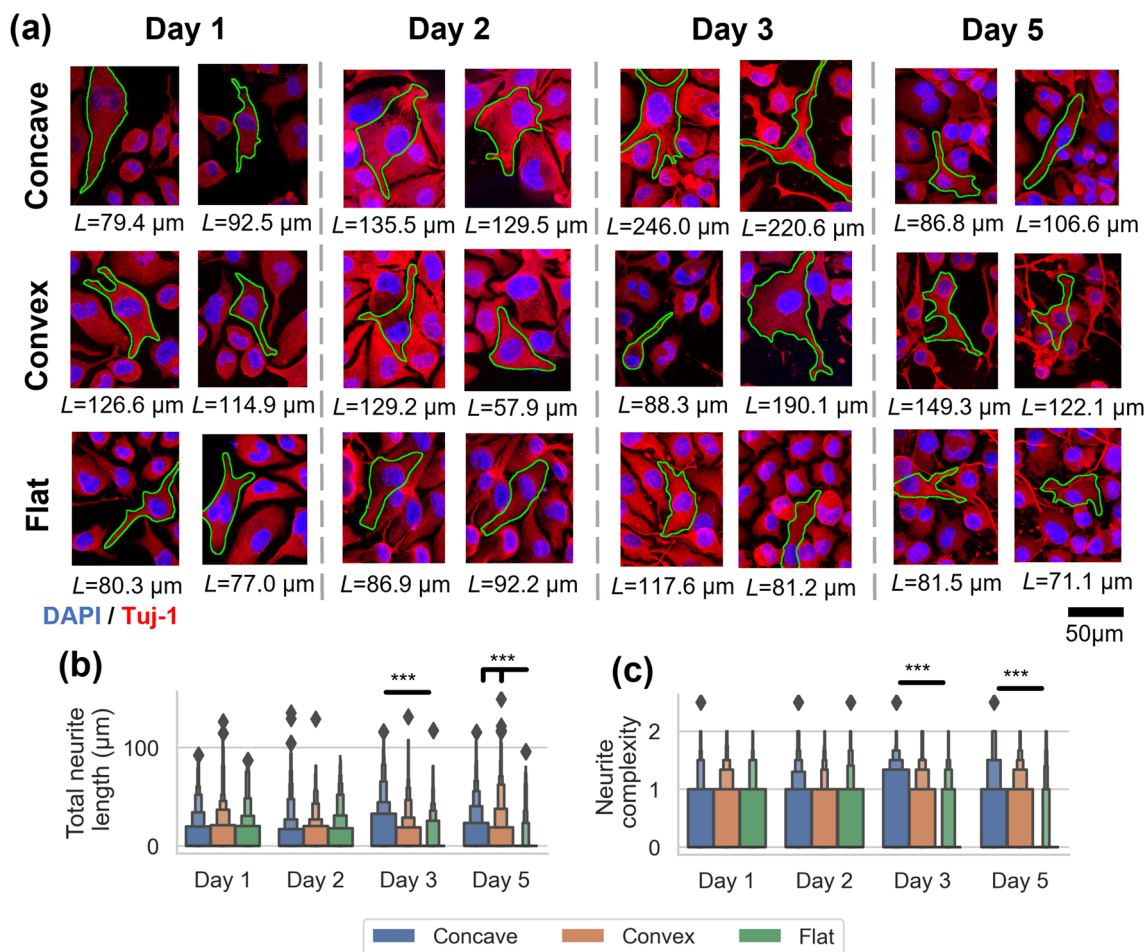 (a) Day 1 Day 2 Day 3 Day 5
Concave
L=79.4 µm L=92.5 µm L=135.5 µm L=129.5 µm L=246.0 µm L=220.6 µm L=86.8 µm L=106.6 µm
Convex
L=126.6 µm L=114.9 µm L=129.2 µm L=57.9 µm L=88.3 µm L=190.1 µm L=149.3 µm L=122.1 µm
Flat
L=80.3 µm L=77.0 µm L=86.9 µm L=92.2 µm L=117.6 µm L=81.2 µm L=81.5 µm L=71.1 µm
DAPI / Tuj-1
50µm
(b)
Total neurite
length (µm)
100
0
*** ***
Day 1 Day 2 Day 3 Day 5
(c)
Neurite
complexity
2
1
0
*** ***
Day 1 Day 2 Day 3 Day 5
Concave Convex Flat